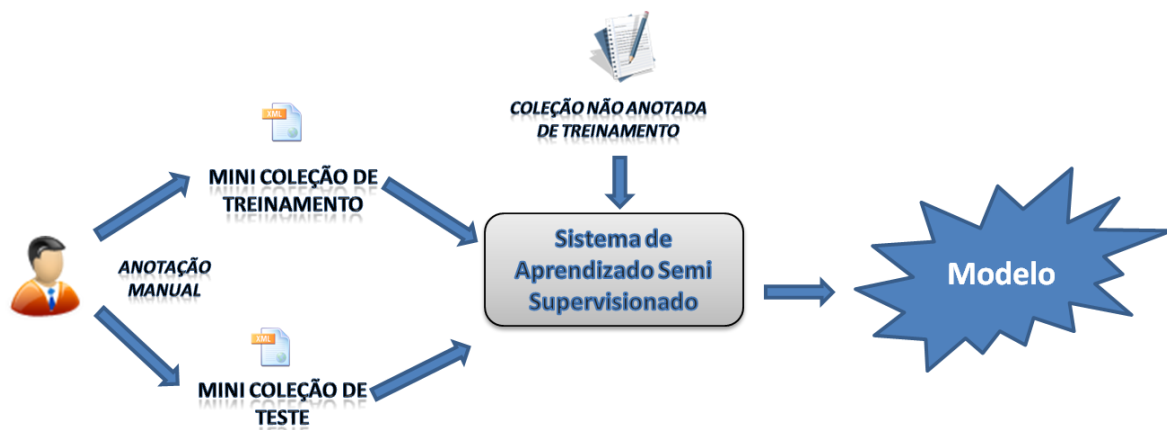 COLEÇÃO NÃO ANOTADA
DE TREINAMENTO
XML
MINI COLEÇÃO DE
TREINAMENTO
ANOTAÇÃO
MANUAL
Sistema de
Aprendizado Semi
Supervisionado
Modelo
XML
MINI COLEÇÃO DE
TESTE